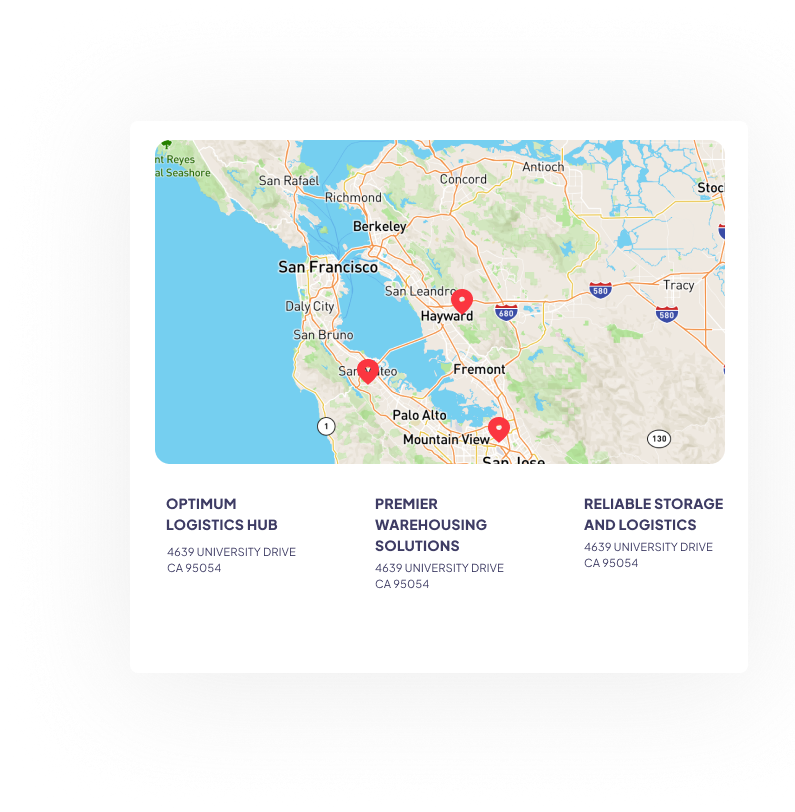 nt Reyes
al Seashore
San Rafael
Concord
Antioch
Richmond
Stoc
Berkeley
San Francisco
San Leandro
580
Tracy
Daly City
Hayward
680
580
San Bruno
Fremont
Palo Alto
1
Mountain View
130
San Jose
OPTIMUM
LOGISTICS HUB
4639 UNIVERSITY DRIVE
CA 95054
PREMIER
WAREHOUSING
SOLUTIONS
4639 UNIVERSITY DRIVE
CA 95054
RELIABLE STORAGE
AND LOGISTICS
4639 UNIVERSITY DRIVE
CA 95054